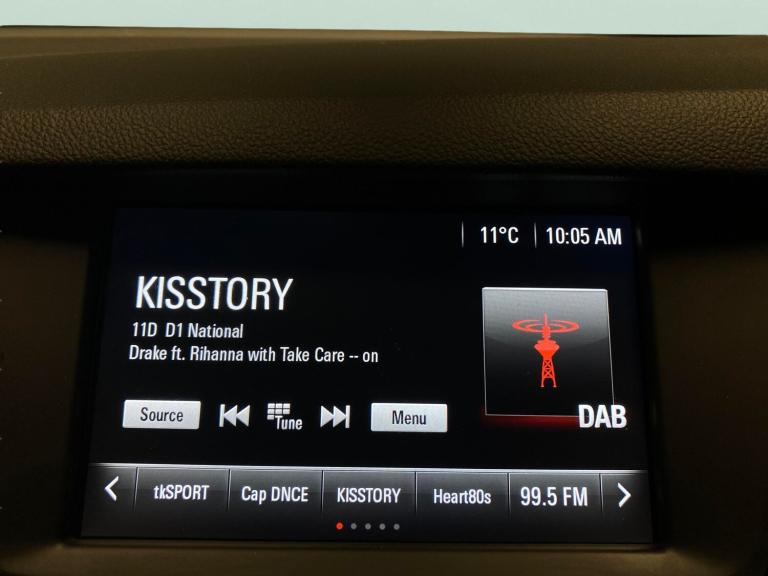 11°C 10:05 AM
KISSTORY
11D D1 National
Drake ft. Rihanna with Take Care -- on
Source Tune Menu
DAB
tkSPORT Cap DNCE KISSTORY Heart80s 99.5 FM